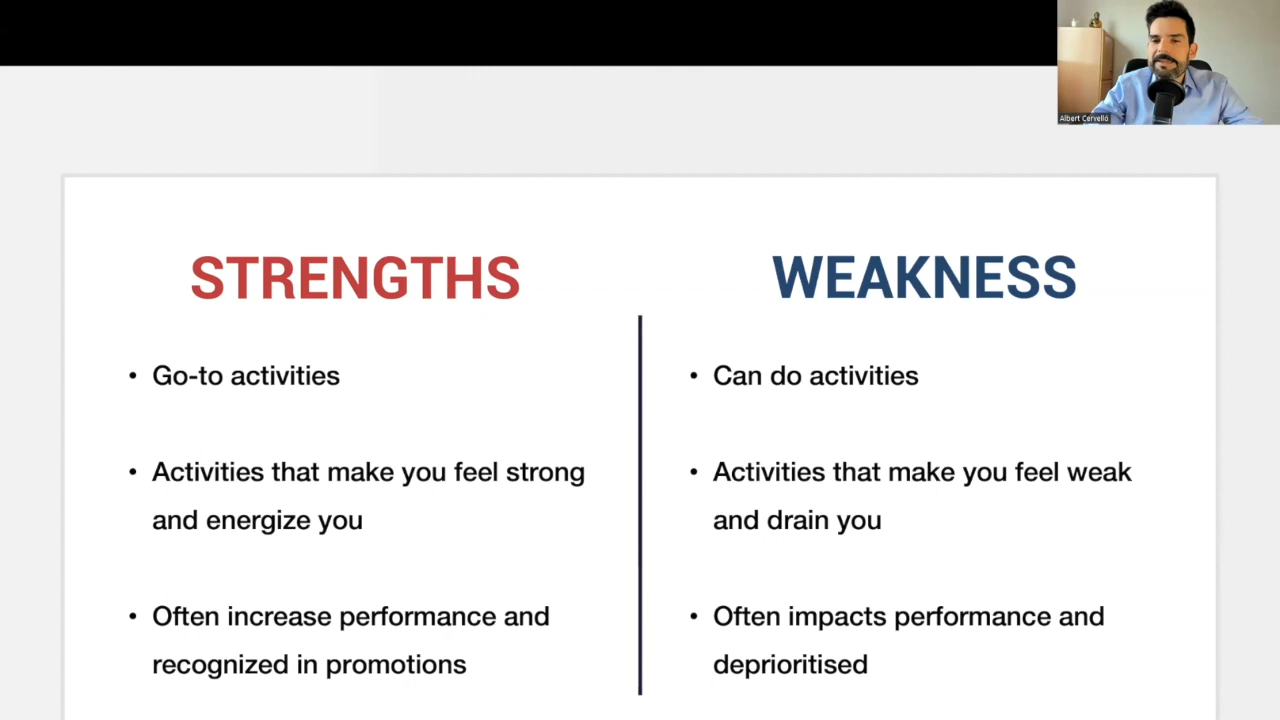 Albert Cervelló
STRENGTHS
• Go-to activities
• Activities that make you feel strong
and energize you
• Often increase performance and
recognized in promotions
WEAKNESS
• Can do activities
• Activities that make you feel weak
and drain you
• Often impacts performance and
deprioritised